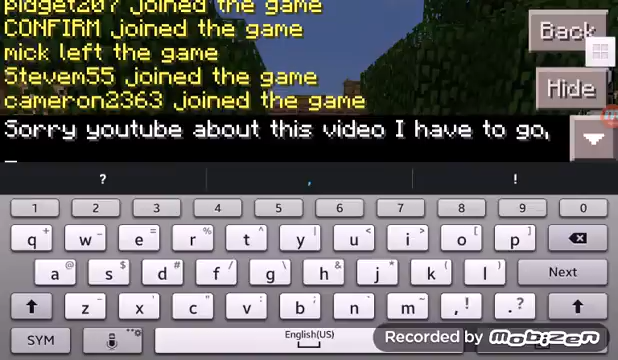 pidget207 joined the game
CONFIRM joined the game
mick left the game
Stevem55 joined the game
cameron2363 joined the game
Back
Hide
Sorry youtube about this video I have to go,
_
? , !
1 2 3 4 5 6 7 8 9 0
q + w - e = r % t ^ y | u < i > o [ p ]
a @ s $ d # f / g \ h & j * k ( l ) Next
z - x ' c " v : b ; n , m ~ , ! . ?
SYM English(US) Recorded by MOBIZEN